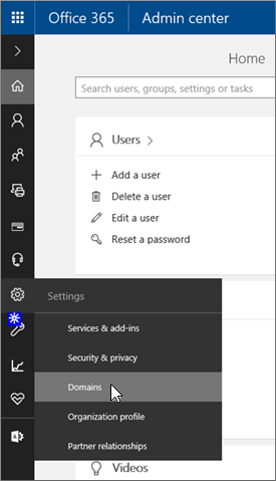 Office 365
Admin center
Home
Search users, groups, settings or tasks
Users
Add a user
Delete a user
Edit a user
Reset a password
Settings
Services & add-ins
Security & privacy
Domains
Organization profile
Partner relationships
Videos